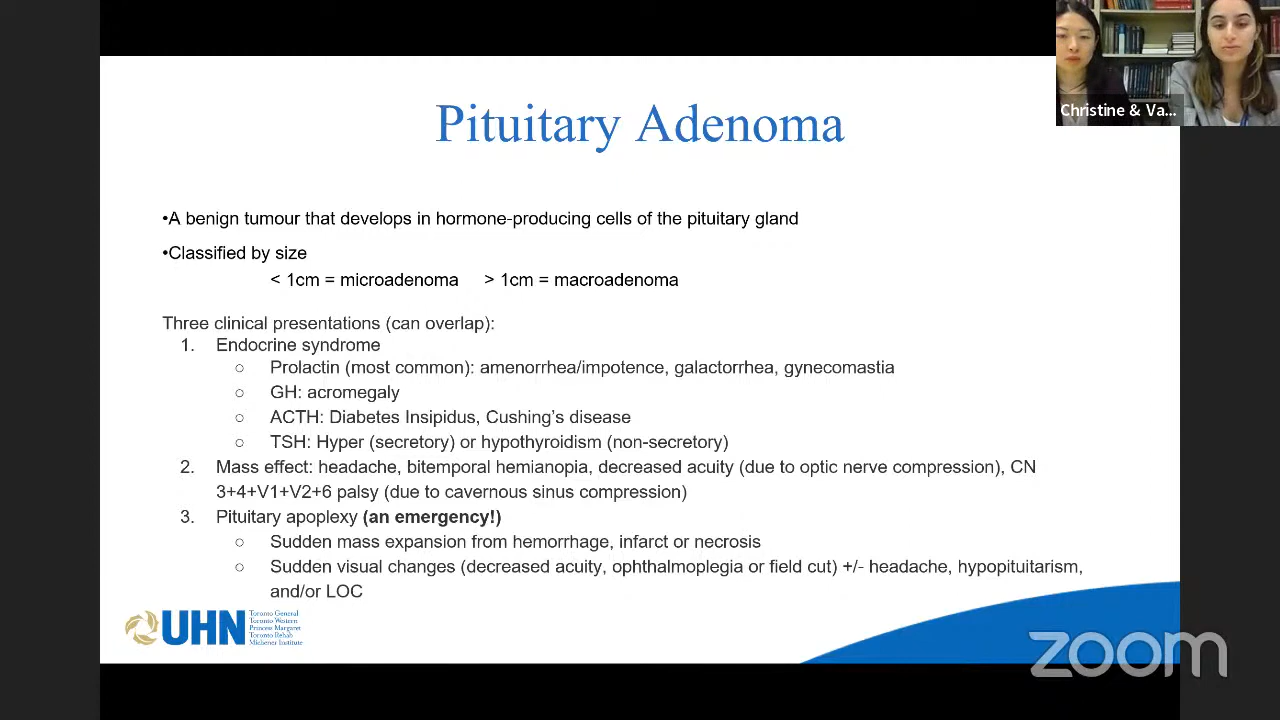 Christine & Va...
Pituitary Adenoma
•A benign tumour that develops in hormone-producing cells of the pituitary gland
•Classified by size
< 1cm = microadenoma > 1cm = macroadenoma
Three clinical presentations (can overlap):
1. Endocrine syndrome
○ Prolactin (most common): amenorrhea/impotence, galactorrhea, gynecomastia
○ GH: acromegaly
○ ACTH: Diabetes Insipidus, Cushing’s disease
○ TSH: Hyper (secretory) or hypothyroidism (non-secretory)
2. Mass effect: headache, bitemporal hemianopia, decreased acuity (due to optic nerve compression), CN
3+4+V1+V2+6 palsy (due to cavernous sinus compression)
3. Pituitary apoplexy (an emergency!)
○ Sudden mass expansion from hemorrhage, infarct or necrosis
○ Sudden visual changes (decreased acuity, ophthalmoplegia or field cut) +/- headache, hypopituitarism,
and/or LOC
UHN
Toronto General
Toronto Western
Princess Margaret
Toronto Rehab
Michener Institute
zoom